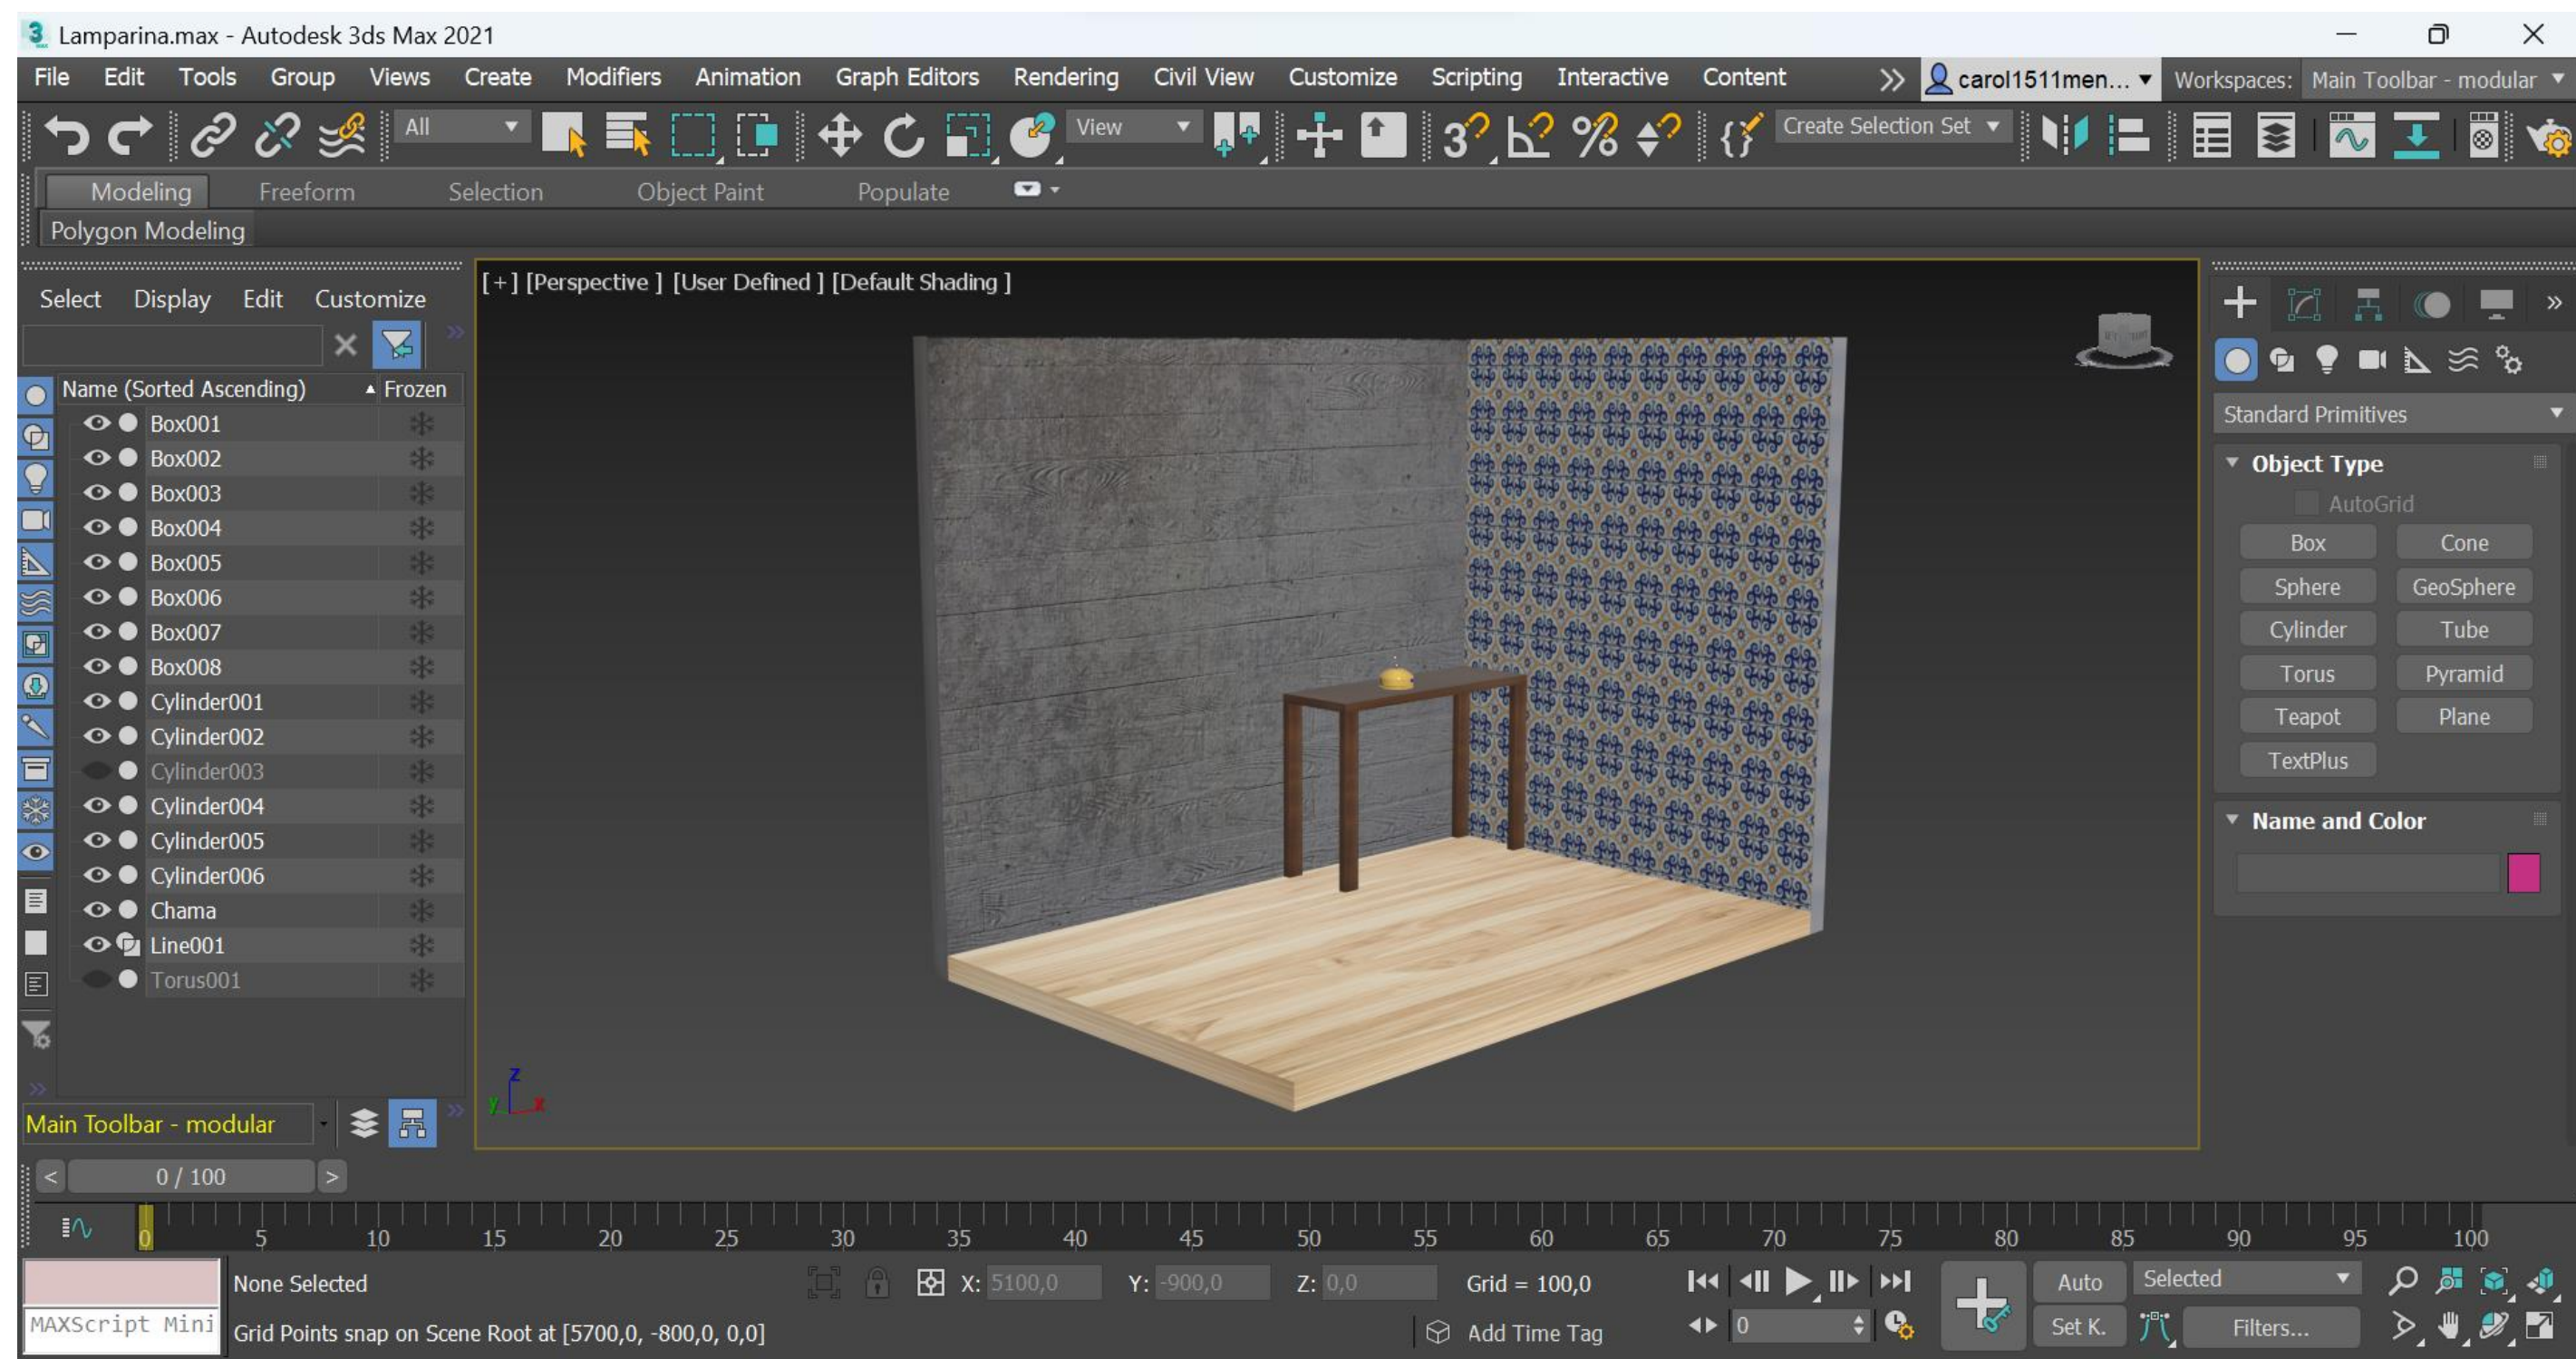 Lamparina.max - Autodesk 3ds Max 2021
File Edit Tools Group Views Create Modifiers Animation Graph Editors Rendering Civil View Customize Scripting Interactive Content carol1511men... Workspaces: Main Toolbar - modular
All View Create Selection Set
Modeling Freeform Selection Object Paint Populate
Polygon Modeling
Select Display Edit Customize
[+] [Perspective ] [User Defined ] [Default Shading ]
Name (Sorted Ascending) Frozen
Box001
Box002
Box003
Box004
Box005
Box006
Box007
Box008
Cylinder001
Cylinder002
Cylinder003
Cylinder004
Cylinder005
Cylinder006
Chama
Line001
Torus001
z
y x
Standard Primitives
Object Type
AutoGrid
Box Cone
Sphere GeoSphere
Cylinder Tube
Torus Pyramid
Teapot Plane
TextPlus
Name and Color
Main Toolbar - modular
< 0 / 100 >
0 5 10 15 20 25 30 35 40 45 50 55 60 65 70 75 80 85 90 95 100
None Selected X: 5100,0 Y: -900,0 Z: 0,0 Grid = 100,0 Auto Selected
MAXScript Mini Grid Points snap on Scene Root at [5700,0, -800,0, 0,0] Add Time Tag 0 Set K. Filters...